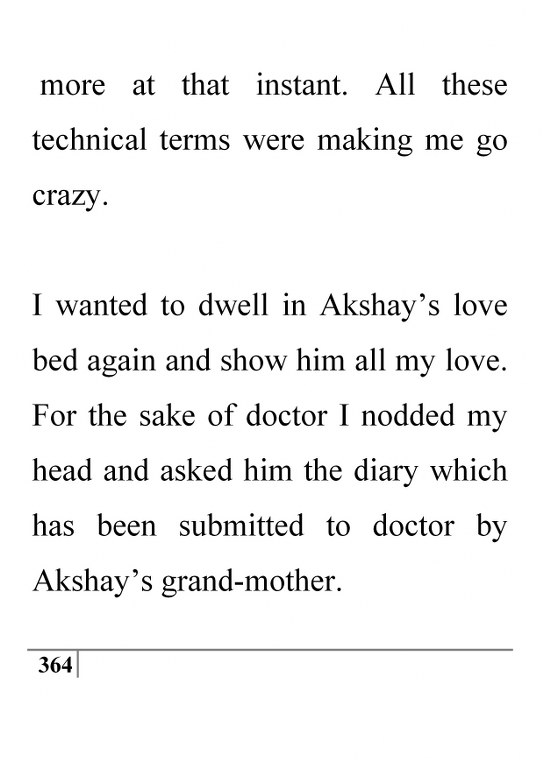 more at that instant. All these
technical terms were making me go
crazy.
I wanted to dwell in Akshay’s love
bed again and show him all my love.
For the sake of doctor I nodded my
head and asked him the diary which
has been submitted to doctor by
Akshay’s grand-mother.
364